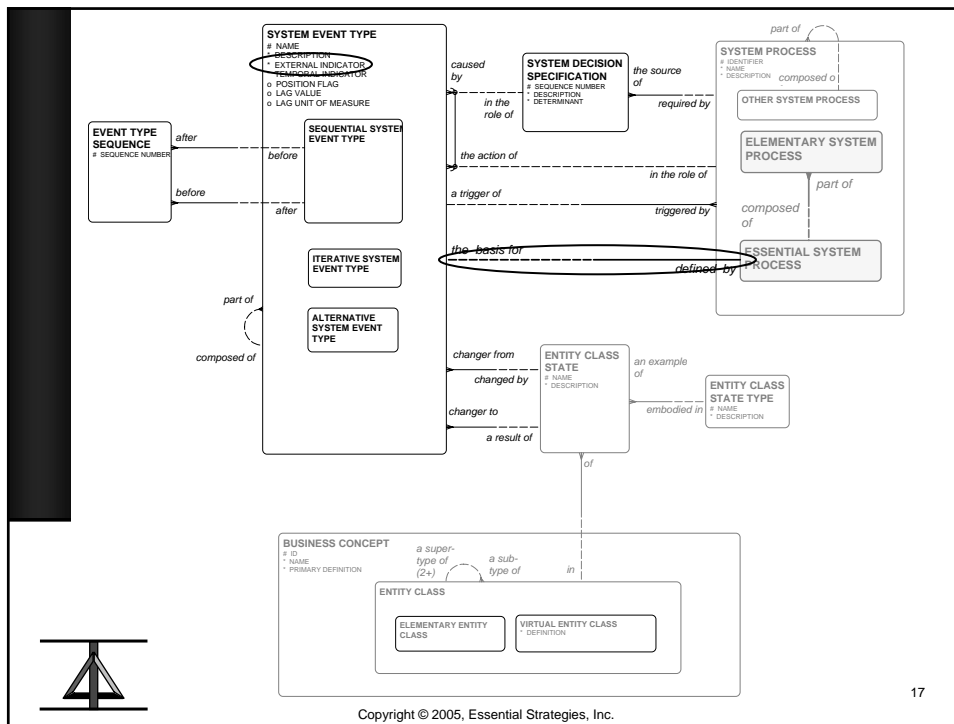 SYSTEM EVENT TYPE
# NAME
* DESCRIPTION
* EXTERNAL INDICATOR
* TEMPORAL INDICATOR
o POSITION FLAG
o LAG VALUE
o LAG UNIT OF MEASURE
EVENT TYPE
SEQUENCE
# SEQUENCE NUMBER
after
before
before
after
SEQUENTIAL SYSTEM
EVENT TYPE
ITERATIVE SYSTEM
EVENT TYPE
ALTERNATIVE
SYSTEM EVENT
TYPE
part of
composed of
caused
by
in the
role of
SYSTEM DECISION
SPECIFICATION
# SEQUENCE NUMBER
* DESCRIPTION
* DETERMINANT
the source
of
required by
the action of
in the role of
a trigger of
triggered by
the basis for
defined by
part of
SYSTEM PROCESS
# IDENTIFIER
* NAME
* DESCRIPTION
composed o
OTHER SYSTEM PROCESS
ELEMENTARY SYSTEM
PROCESS
part of
composed
of
ESSENTIAL SYSTEM
PROCESS
changer from
changed by
changer to
a result of
ENTITY CLASS
STATE
# NAME
* DESCRIPTION
an example
of
embodied in
ENTITY CLASS
STATE TYPE
# NAME
* DESCRIPTION
of
in
BUSINESS CONCEPT
# ID
* NAME
* PRIMARY DEFINITION
a super-
type of
(2+)
a sub-
type of
ENTITY CLASS
ELEMENTARY ENTITY
CLASS
VIRTUAL ENTITY CLASS
* DEFINITION
17
Copyright © 2005, Essential Strategies, Inc.